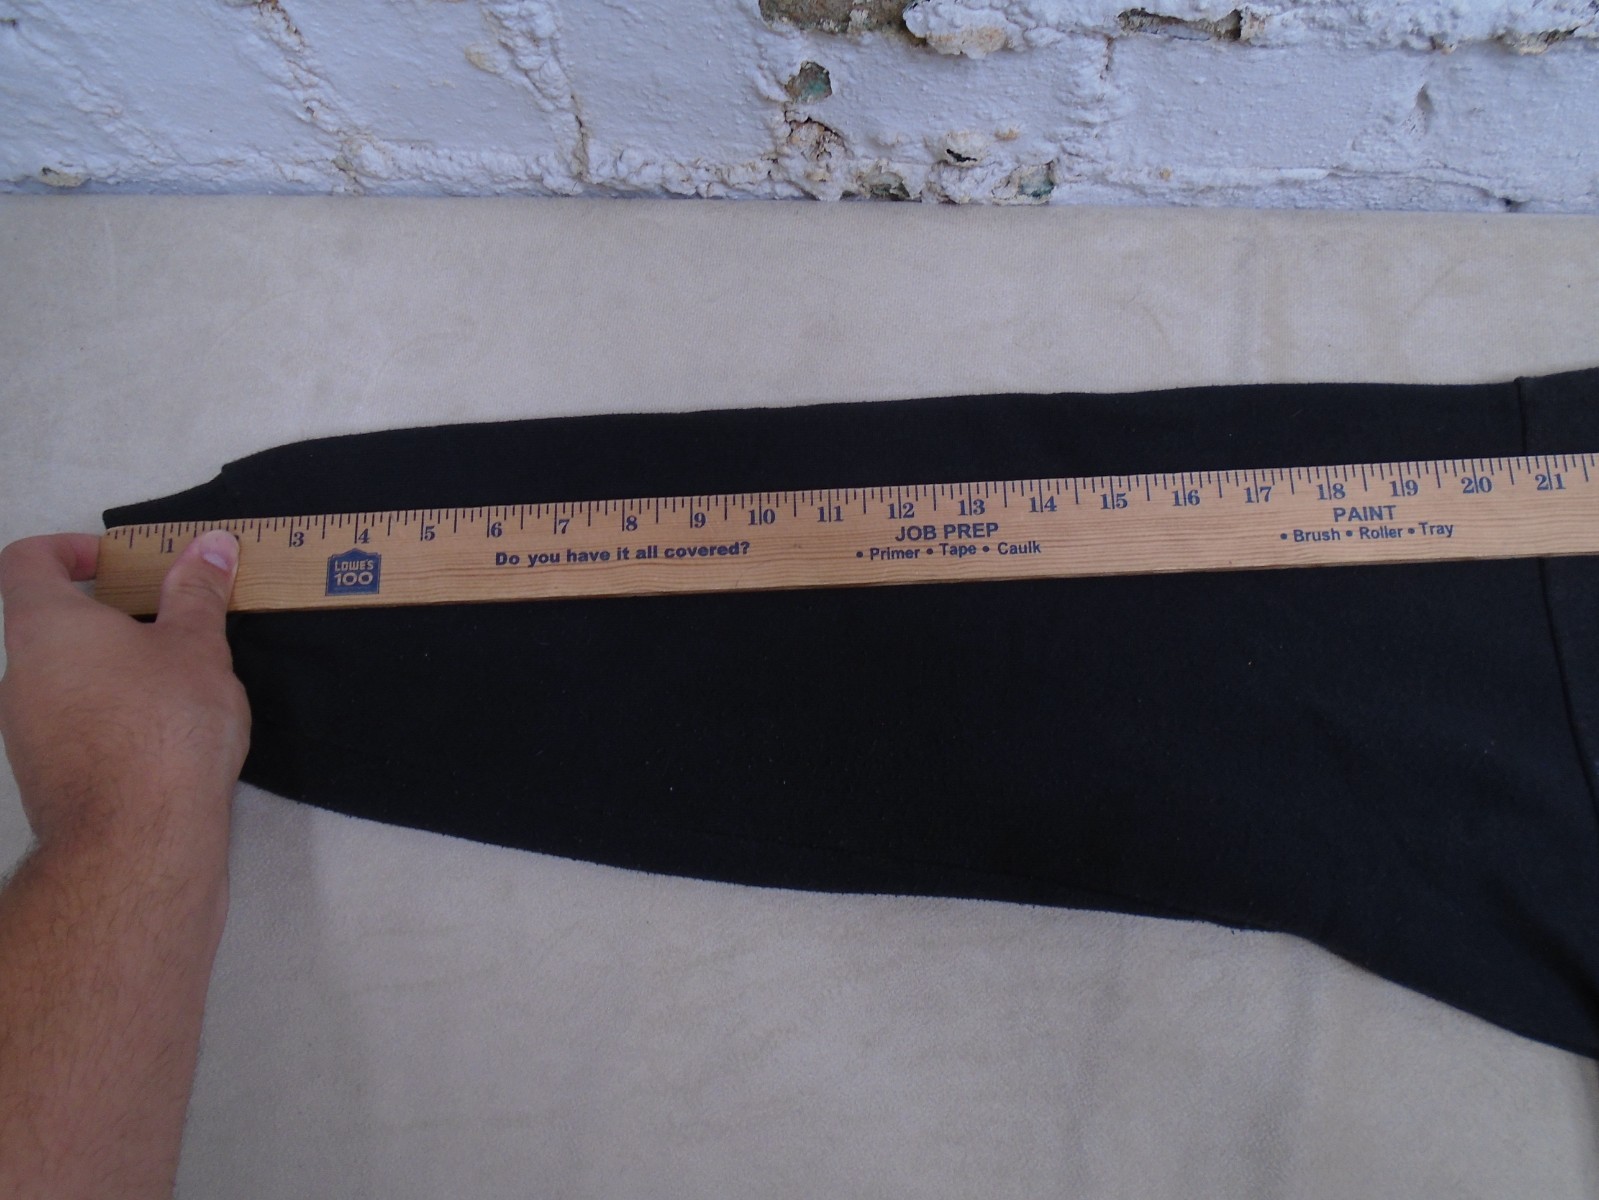 1 3 4 5 6 7 8 9 10 11 12 13 14 15 16 17 18 19 20 21
LOWE'S
100
Do you have it all covered?
JOB PREP
• Primer • Tape • Caulk
PAINT
• Brush • Roller • Tray